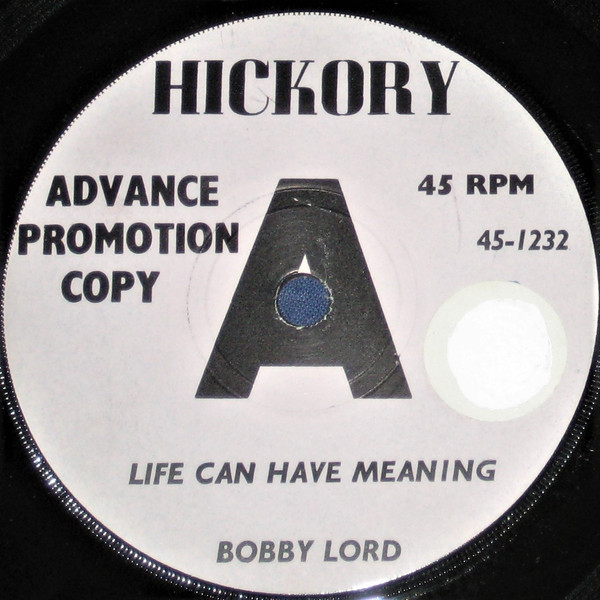 HICKORY
ADVANCE
PROMOTION
COPY
A
45 RPM
45-1232
LIFE CAN HAVE MEANING
BOBBY LORD